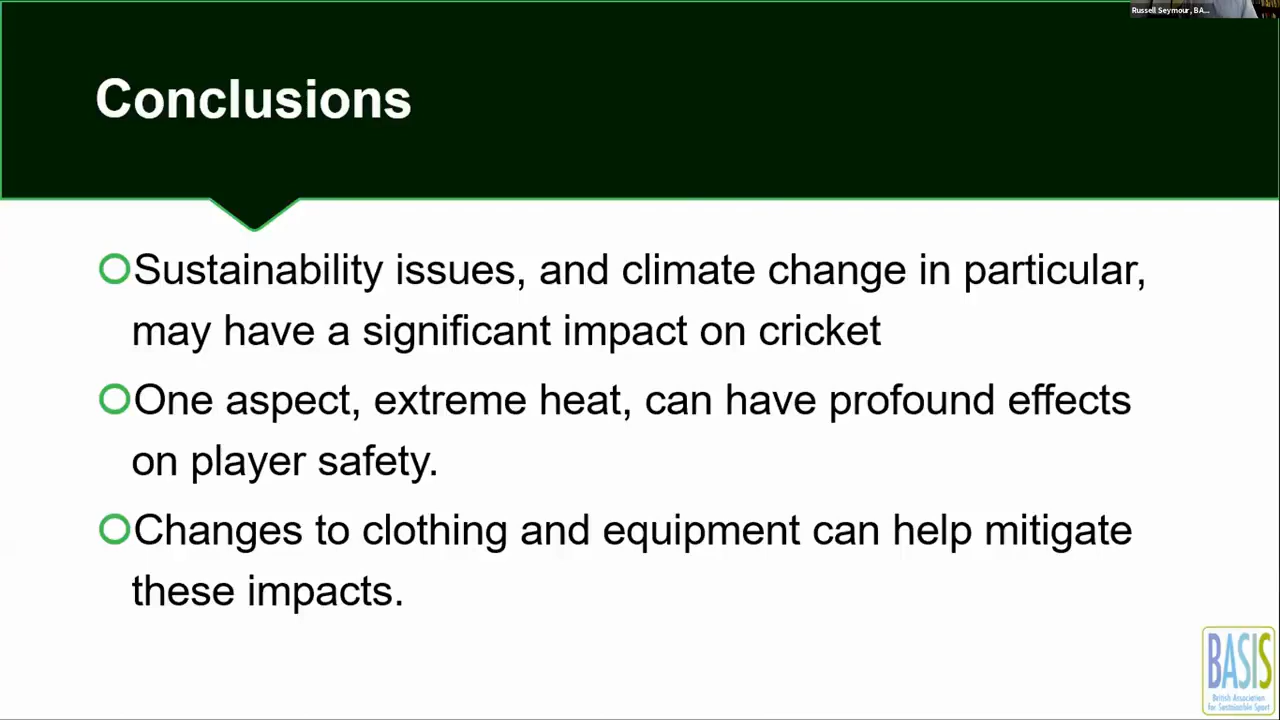 Russell Seymour, BA...
Conclusions
Sustainability issues, and climate change in particular,
may have a significant impact on cricket
One aspect, extreme heat, can have profound effects
on player safety.
Changes to clothing and equipment can help mitigate
these impacts.
BASIS
British Association
for Sustainable Sport